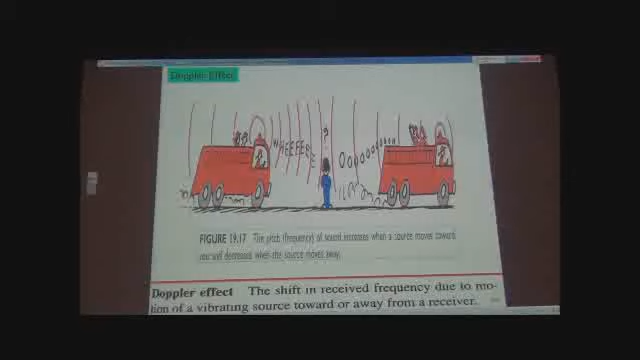 Doppler Effect
"WHEEEEEE
?
Ooooooooooo
FIGURE 19.17 The pitch (frequency) of sound increases when a source moves toward
you and decreases when the source moves away.
Doppler effect The shift in received frequency due to mo-
tion of a vibrating source toward or away from a receiver.